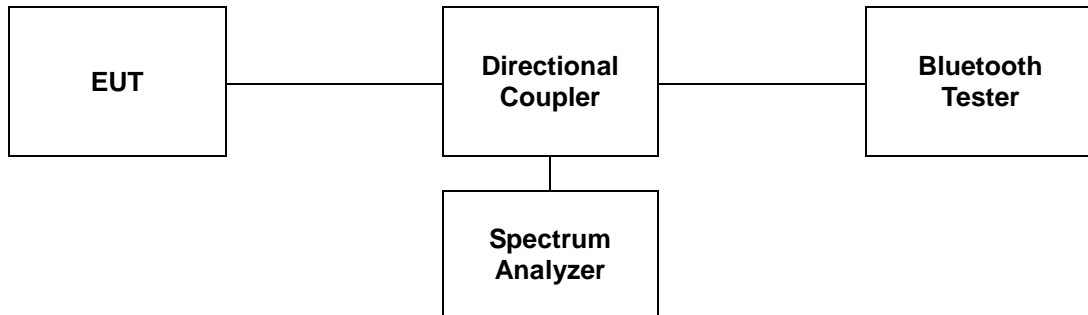 EUT
Directional
Coupler
Bluetooth
Tester
Spectrum
Analyzer